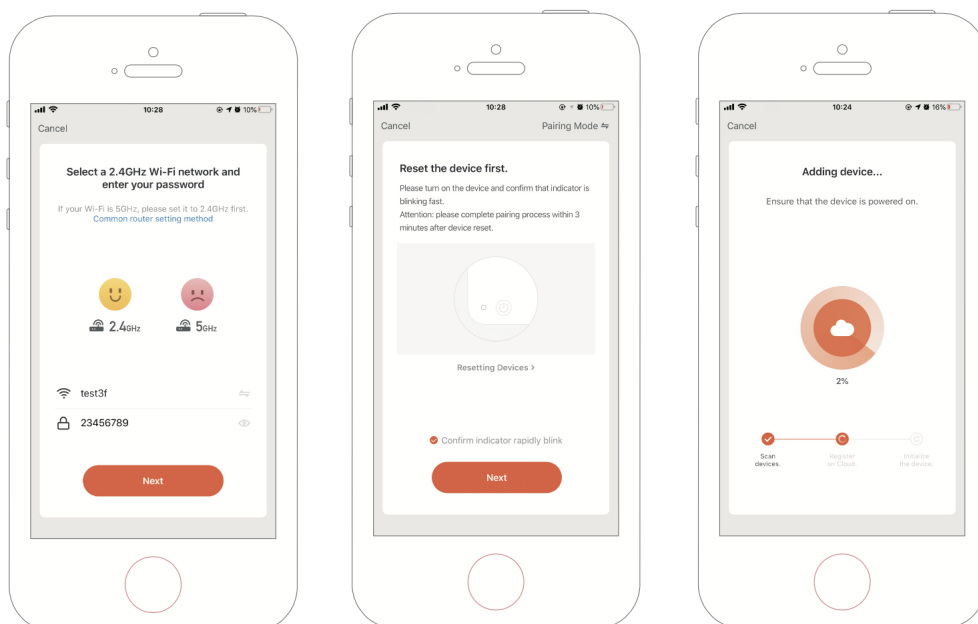 10:28
10%
Cancel
Select a 2.4GHz Wi-Fi network and
enter your password
If your Wi-Fi is 5GHz, please set it to 2.4GHz first.
Common router setting method
2.4GHz
5GHz
test3f
23456789
Next
10:28
10%
Cancel
Pairing Mode
Reset the device first.
Please turn on the device and confirm that indicator is
blinking fast.
Attention: please complete pairing process within 3
minutes after device reset.
Resetting Devices >
Confirm indicator rapidly blink
Next
10:24
16%
Cancel
Adding device...
Ensure that the device is powered on.
2%
Scan
devices.
Register
on Cloud.
Initialize
the device.